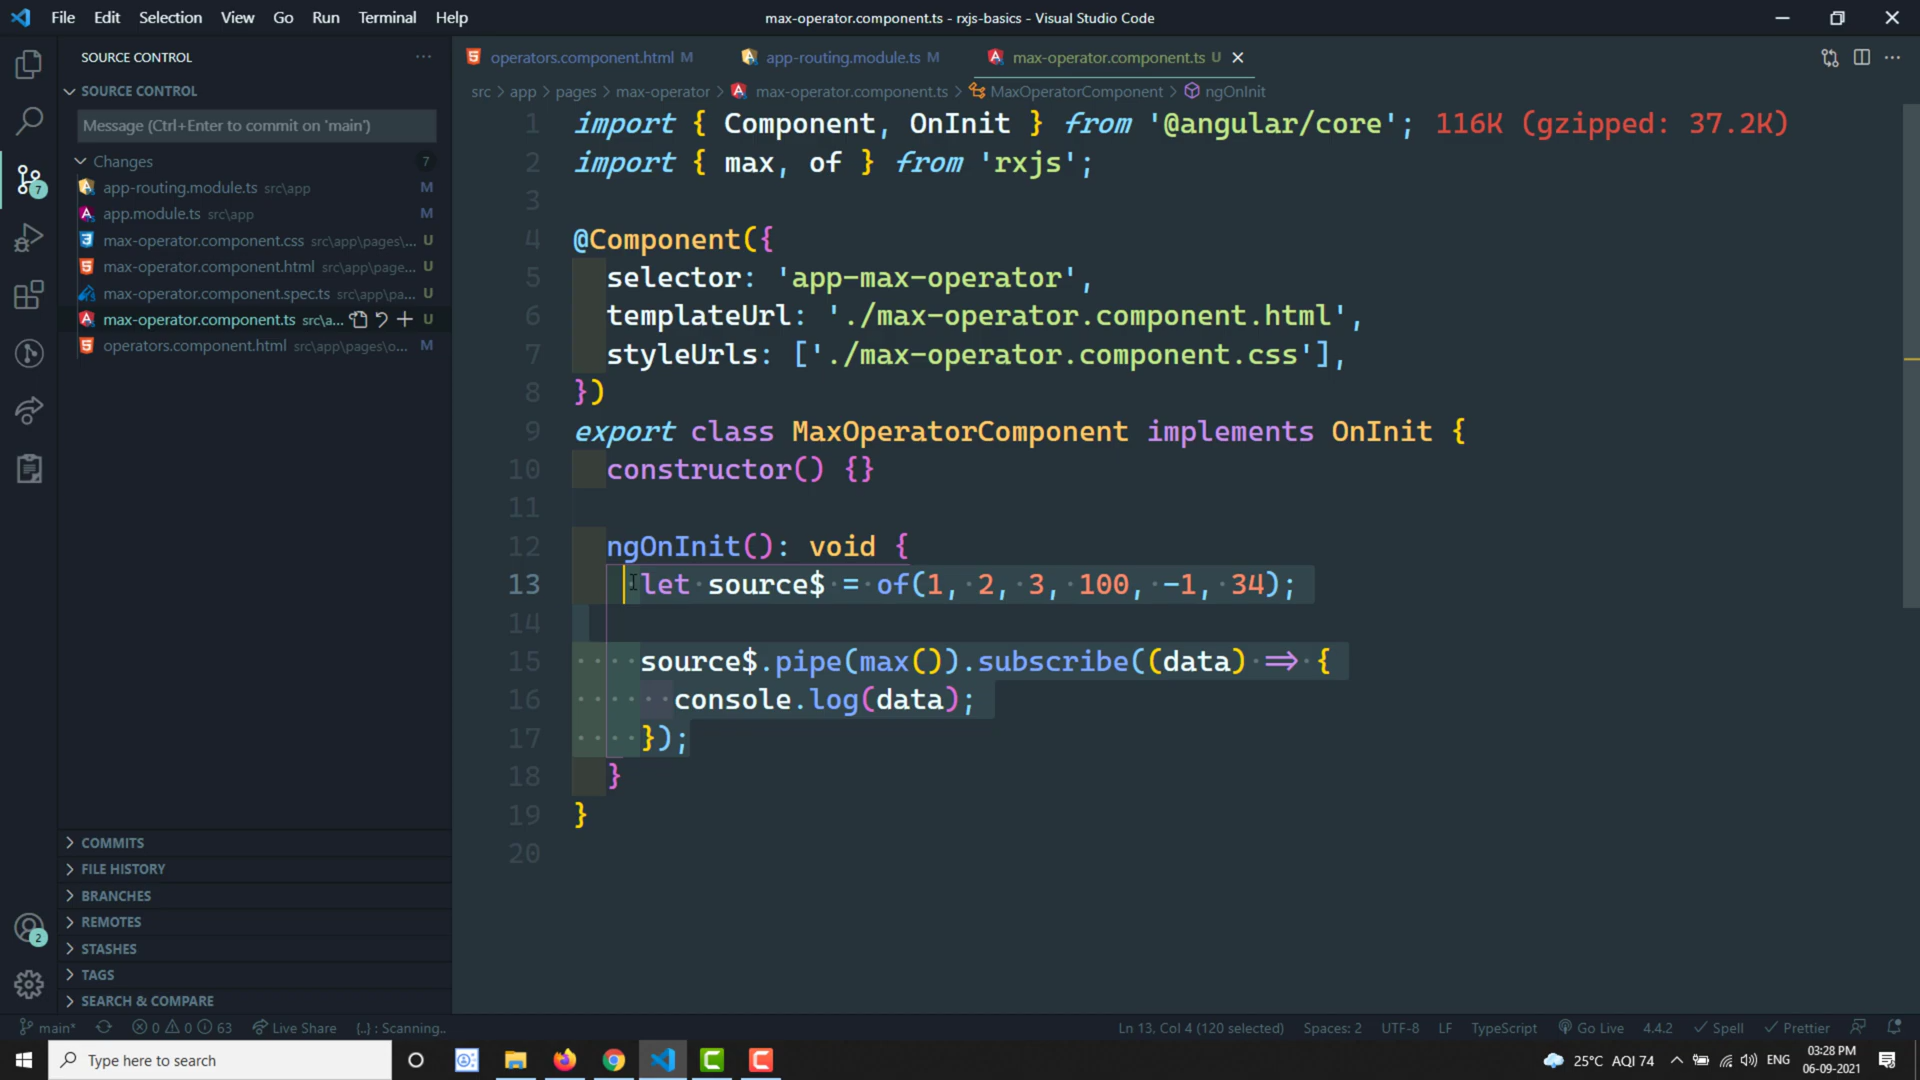 File Edit Selection View Go Run Terminal Help
max-operator.component.ts - rxjs-basics - Visual Studio Code
SOURCE CONTROL
SOURCE CONTROL
Message (Ctrl+Enter to commit on 'main')
Changes 7
app-routing.module.ts src\app M
app.module.ts src\app M
max-operator.component.css src\app\pages\... U
max-operator.component.html src\app\page... U
max-operator.component.spec.ts src\app\pa... U
max-operator.component.ts src\a... U
operators.component.html src\app\pages\o... M
7
2
COMMITS
FILE HISTORY
BRANCHES
REMOTES
STASHES
TAGS
SEARCH & COMPARE
operators.component.html M
app-routing.module.ts M
max-operator.component.ts U
src > app > pages > max-operator > max-operator.component.ts > MaxOperatorComponent > ngOnInit
1 import { Component, OnInit } from '@angular/core'; 116K (gzipped: 37.2K)
2 import { max, of } from 'rxjs';
3
4 @Component({
5 selector: 'app-max-operator',
6 templateUrl: './max-operator.component.html',
7 styleUrls: ['./max-operator.component.css'],
8 })
9 export class MaxOperatorComponent implements OnInit {
10 constructor() {}
11
12 ngOnInit(): void {
13 let source$ = of(1, 2, 3, 100, -1, 34);
14
15 source$.pipe(max()).subscribe((data) => {
16 console.log(data);
17 });
18 }
19 }
20
main* 0 0 63 Live Share {..} : Scanning..
Ln 13, Col 4 (120 selected) Spaces: 2 UTF-8 LF TypeScript Go Live 4.4.2 Spell Prettier
Type here to search
25°C AQI 74 ENG
03:28 PM
06-09-2021